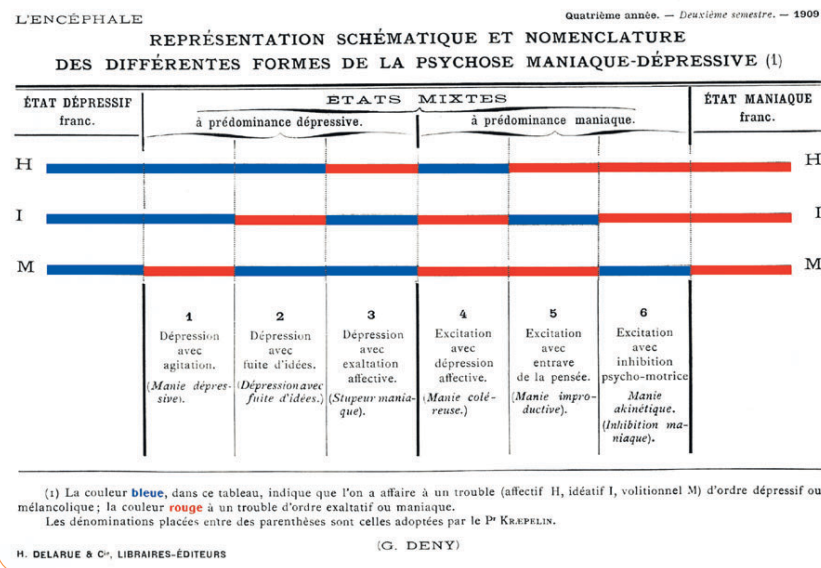 L'ENCÉPHALE
Quatrième année. — Deuxième semestre. — 1909
REPRÉSENTATION SCHÉMATIQUE ET NOMENCLATURE
DES DIFFÉRENTES FORMES DE LA PSYCHOSE MANIAQUE-DÉPRESSIVE (1)
ÉTAT DÉPRESSIF
franc.
ETATS MIXTES
à prédominance dépressive.
à prédominance maniaque.
ÉTAT MANIAQUE
franc.
H H
I I
M M
1
Dépression
avec
agitation.
(Manie dépres-
sive).
2
Dépression
avec
fuite d'idées.
(Dépression avec
fuite d'idées.)
3
Dépression
avec
exaltation
affective.
(Stupeur mania-
que).
4
Excitation
avec
dépression
affective.
(Manie colé-
reuse.)
5
Excitation
avec
entrave
de la pensée.
(Manie impro-
ductive).
6
Excitation
avec
inhibition
psycho-motrice
Manie
akinétique.
(Inhibition ma-
niaque).
(1) La couleur bleue, dans ce tableau, indique que l'on a affaire à un trouble (affectif H, idéatif I, volitionnel M) d'ordre dépressif ou
mélancolique; la couleur rouge à un trouble d'ordre exaltatif ou maniaque.
Les dénominations placées entre des parenthèses sont celles adoptées par le Pr KRÆPELIN.
(G. DENY)
H. DELARUE & Cie, LIBRAIRES-ÉDITEURS